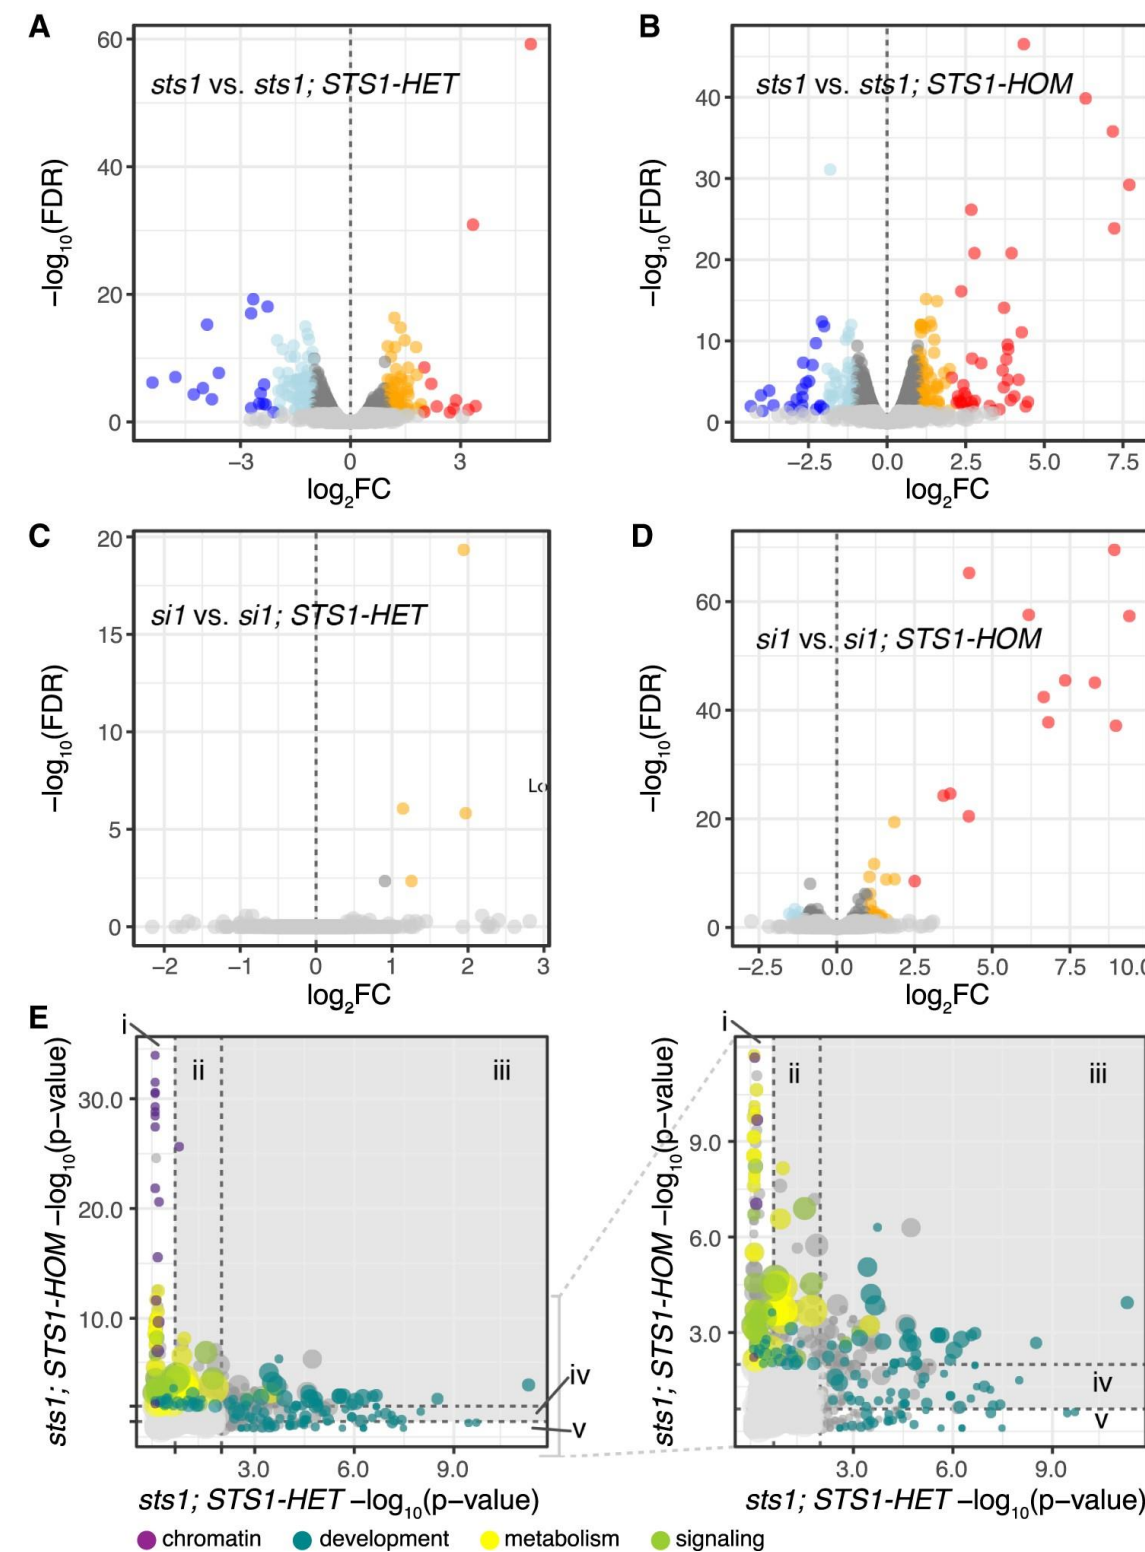 A
sts1 vs. sts1; STS1-HET
−log10(FDR)
60
40
20
0
−3
0
3
log2FC
B
sts1 vs. sts1; STS1-HOM
−log10(FDR)
40
30
20
10
0
−2.5
0.0
2.5
5.0
7.5
log2FC
C
si1 vs. si1; STS1-HET
−log10(FDR)
20
15
10
5
0
Lo
−2
−1
0
1
2
3
log2FC
D
si1 vs. si1; STS1-HOM
−log10(FDR)
60
40
20
0
−2.5
0.0
2.5
5.0
7.5
10.0
log2FC
E
i
ii
iii
iv
v
sts1; STS1-HOM −log10(p−value)
30.0
20.0
10.0
3.0
6.0
9.0
sts1; STS1-HET −log10(p−value)
i
ii
iii
iv
v
sts1; STS1-HOM −log10(p−value)
9.0
6.0
3.0
3.0
6.0
9.0
sts1; STS1-HET −log10(p−value)
chromatin
development
metabolism
signaling